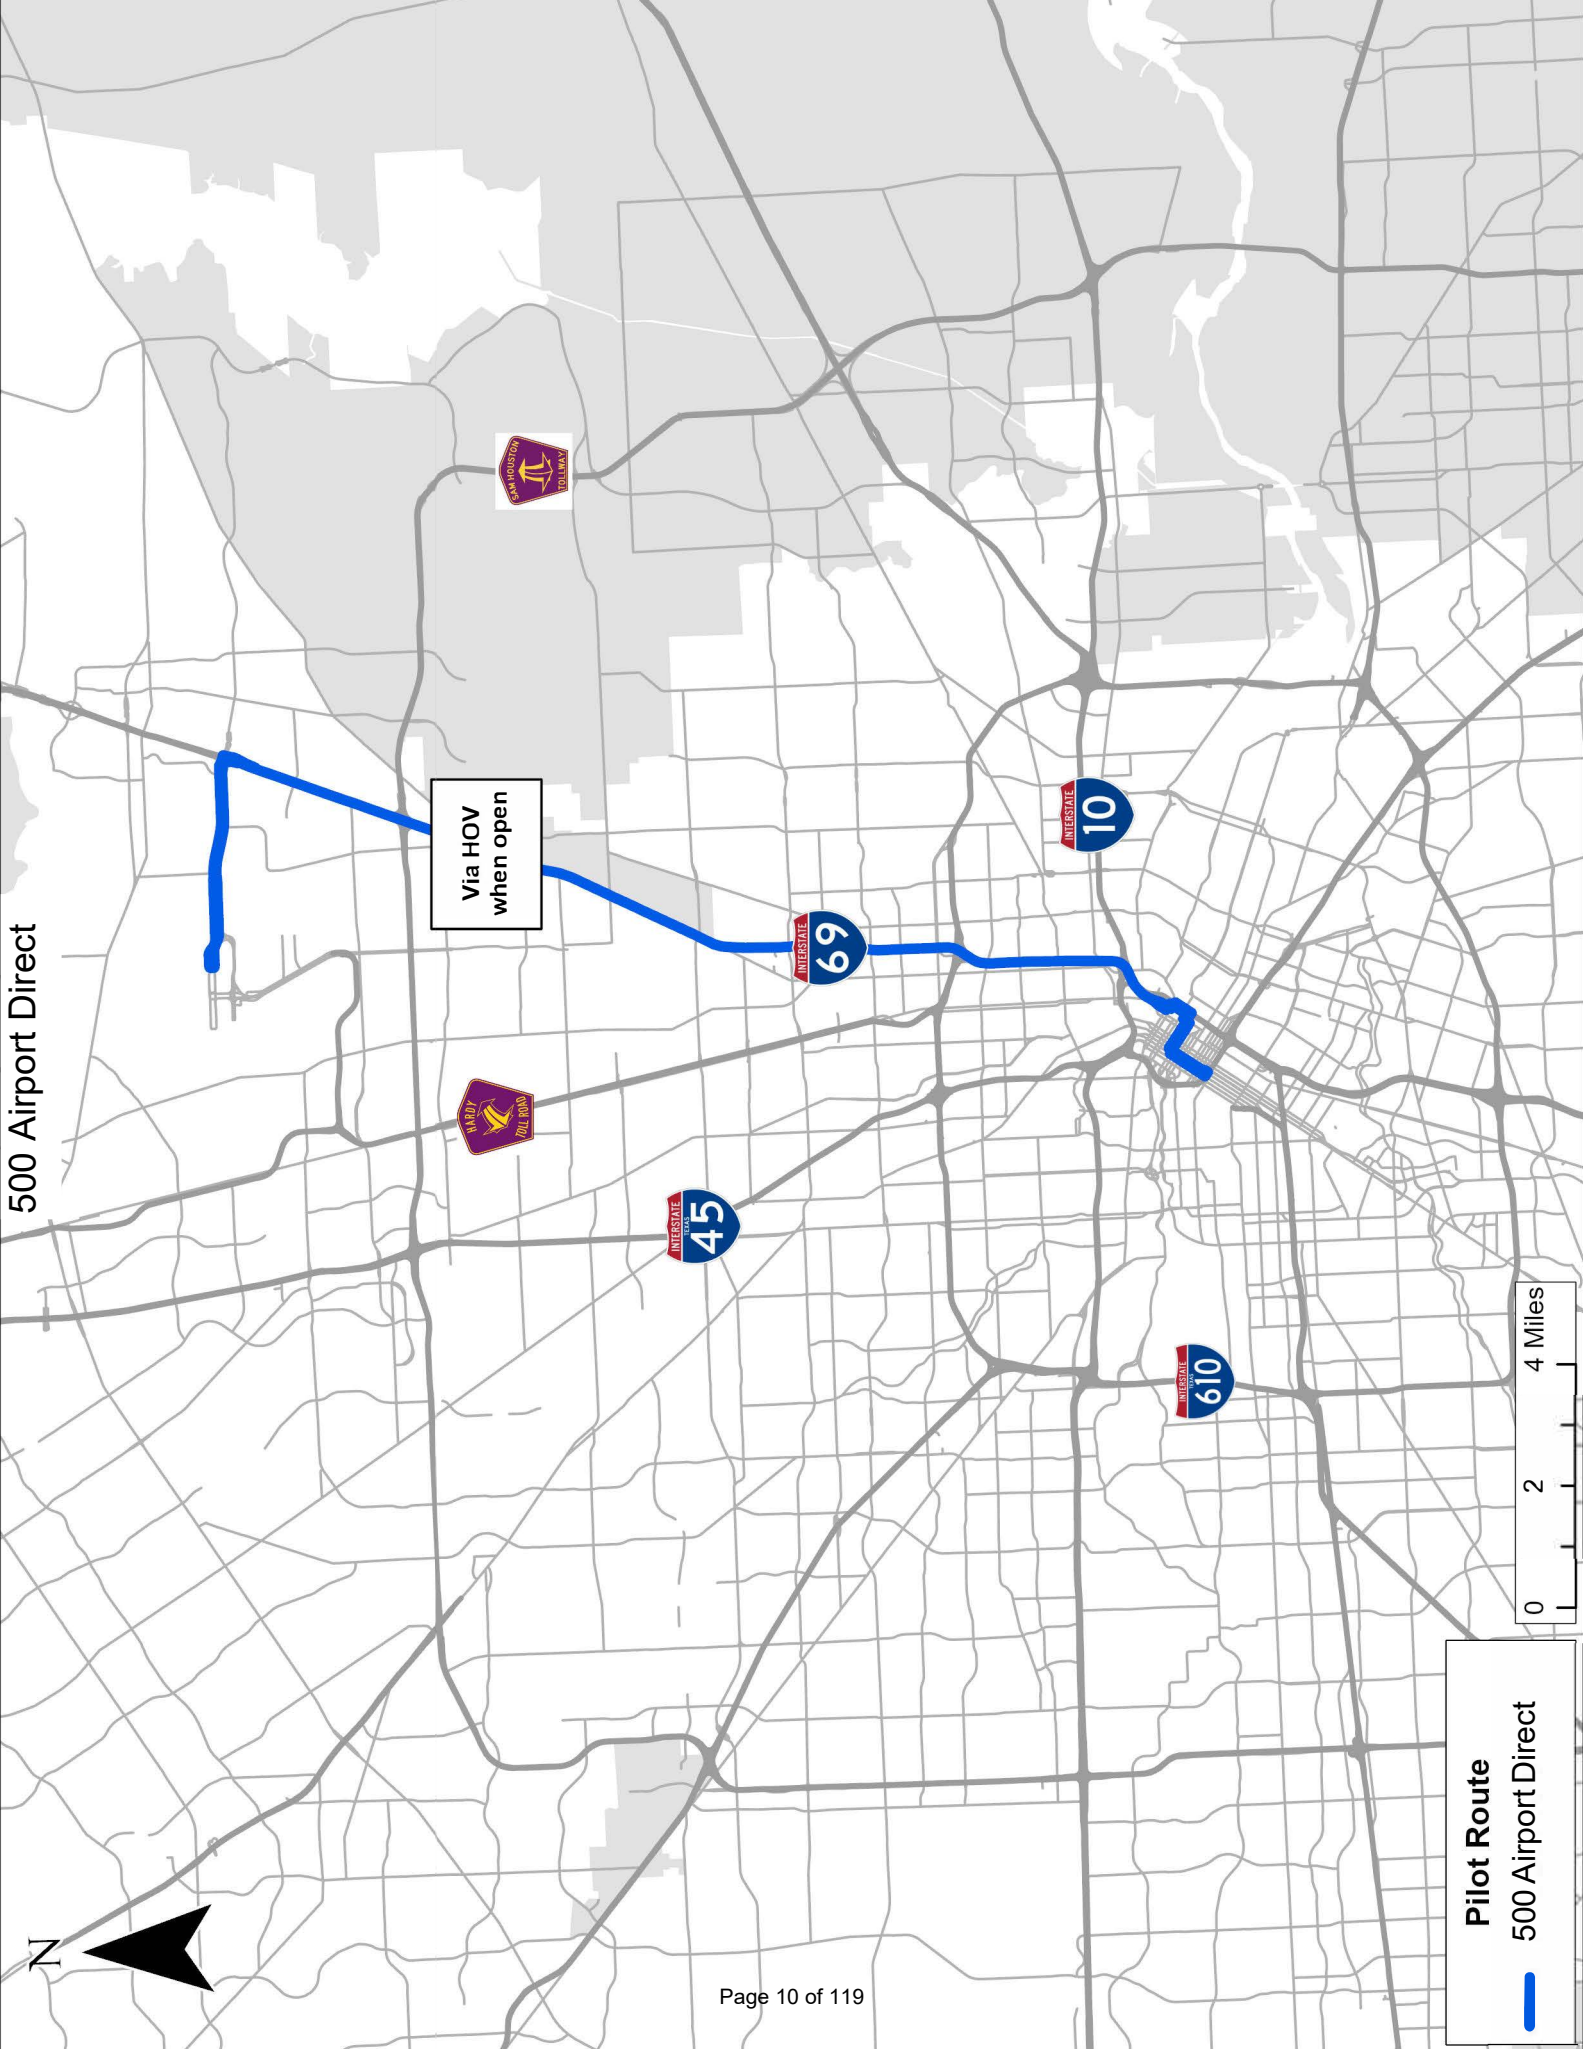 500 Airport Direct
N
SAM HOUSTON
TOLLWAY
Via HOV
when open
HARDY
TOLL ROAD
INTERSTATE
69
INTERSTATE
TEXAS
45
INTERSTATE
10
INTERSTATE
TEXAS
610
0 2 4 Miles
Pilot Route
500 Airport Direct
Page 10 of 119